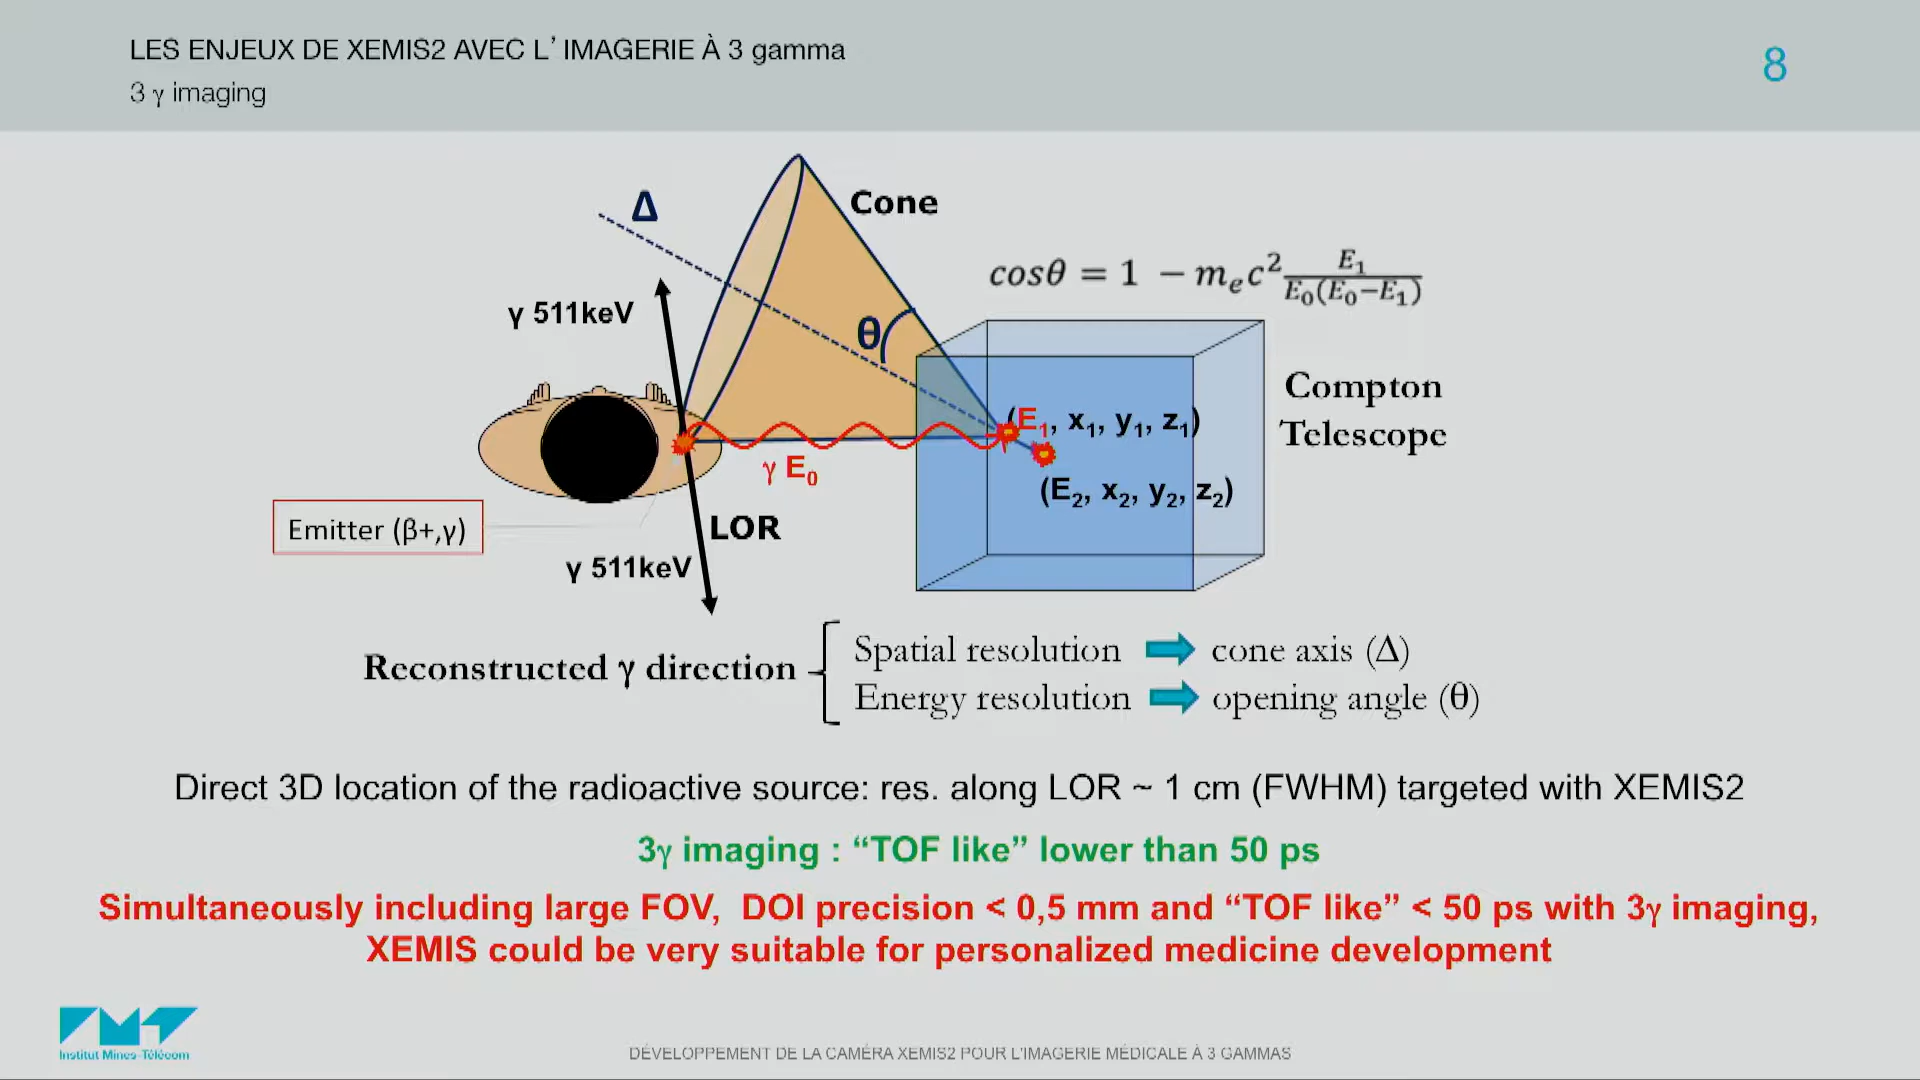 LES ENJEUX DE XEMIS2 AVEC L’ IMAGERIE À 3 gamma
8
3 γ imaging
Δ
Cone
cosθ = 1 − mₑc² E₁/E₀(E₀−E₁)
γ 511keV
θ
Compton
Telescope
(E₁, x₁, y₁, z₁)
γ E₀
(E₂, x₂, y₂, z₂)
Emitter (β+,γ)
LOR
γ 511keV
Reconstructed γ direction
Spatial resolution cone axis (Δ)
Energy resolution opening angle (θ)
Direct 3D location of the radioactive source: res. along LOR ~ 1 cm (FWHM) targeted with XEMIS2
3γ imaging : “TOF like” lower than 50 ps
Simultaneously including large FOV, DOI precision < 0,5 mm and “TOF like” < 50 ps with 3γ imaging,
XEMIS could be very suitable for personalized medicine development
Institut Mines-Télécom
DÉVELOPPEMENT DE LA CAMÉRA XEMIS2 POUR L'IMAGERIE MÉDICALE À 3 GAMMAS